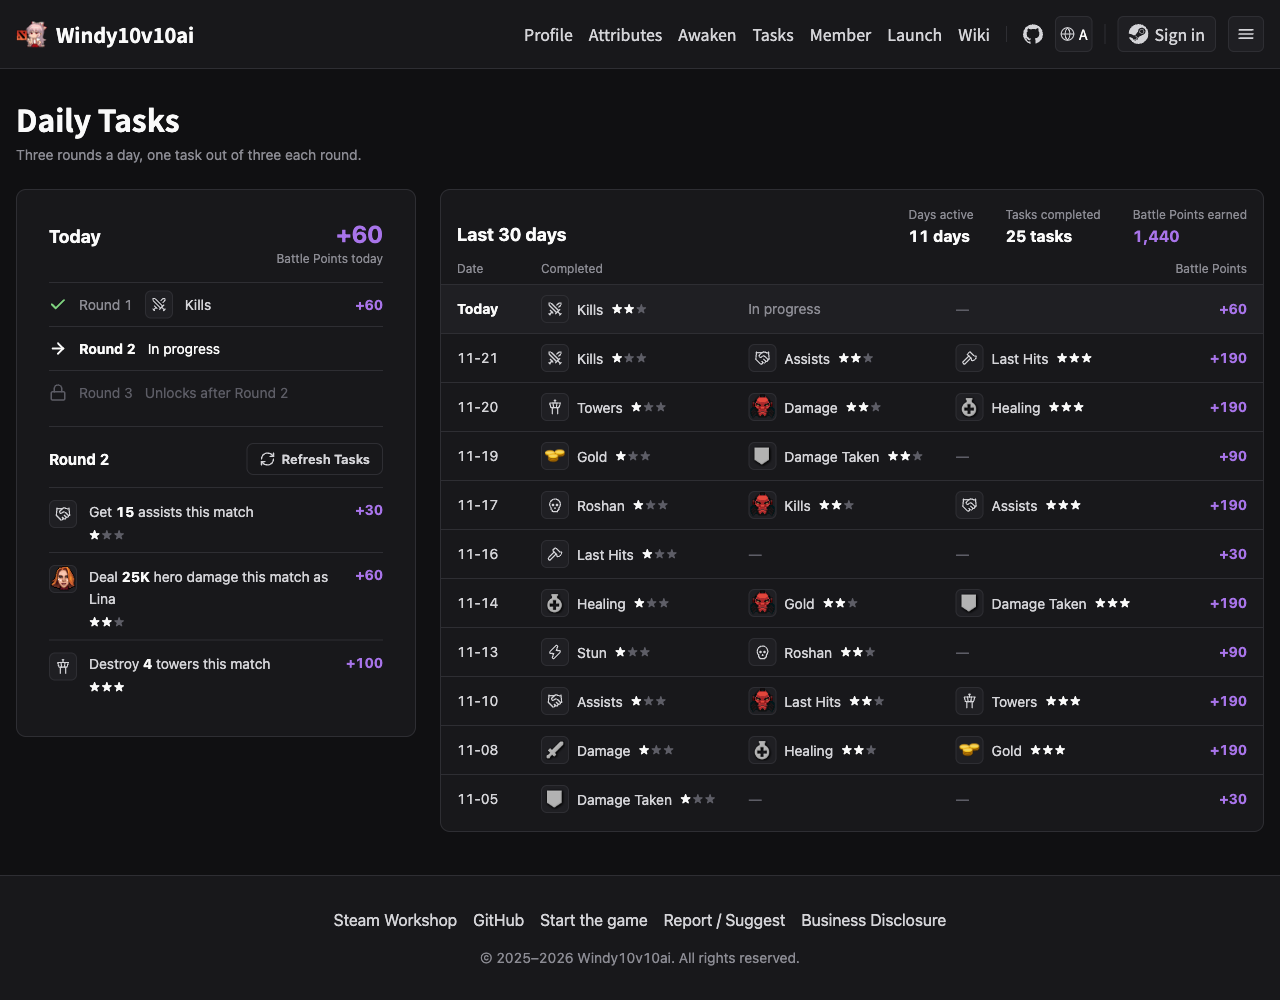 Windy10v10ai
Profile Attributes Awaken Tasks Member Launch Wiki A Sign in
Daily Tasks
Three rounds a day, one task out of three each round.
Today +60
Battle Points today
Round 1 Kills +60
Round 2 In progress
Round 3 Unlocks after Round 2
Round 2 Refresh Tasks
Get 15 assists this match +30
Deal 25K hero damage this match as +60
Lina
Destroy 4 towers this match +100
Last 30 days
Days active Tasks completed Battle Points earned
11 days 25 tasks 1,440
Date Completed Battle Points
Today Kills ★★★ In progress — +60
11-21 Kills ★★★ Assists ★★★ Last Hits ★★★ +190
11-20 Towers ★★★ Damage ★★★ Healing ★★★ +190
11-19 Gold ★★★ Damage Taken ★★★ — +90
11-17 Roshan ★★★ Kills ★★★ Assists ★★★ +190
11-16 Last Hits ★★★ — — +30
11-14 Healing ★★★ Gold ★★★ Damage Taken ★★★ +190
11-13 Stun ★★★ Roshan ★★★ — +90
11-10 Assists ★★★ Last Hits ★★★ Towers ★★★ +190
11-08 Damage ★★★ Healing ★★★ Gold ★★★ +190
11-05 Damage Taken ★★★ — — +30
Steam Workshop GitHub Start the game Report / Suggest Business Disclosure
© 2025–2026 Windy10v10ai. All rights reserved.